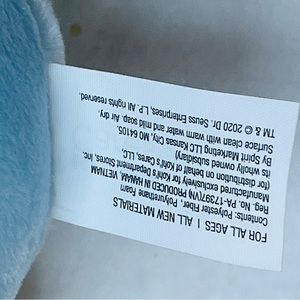 FOR ALL AGES | ALL NEW MATERIALS
Contents: Polyester Fiber, Polyurethane Foam
Reg. No. PA-17397(VN) PRODUCED IN HANAM, VIETNAM
Manufactured exclusively for Kohl's Department Stores, Inc.
(for distribution on behalf of Kohl's Cares, LLC,
its wholly owned subsidiary)
By Spirit Marketing LLC Kansas City, MO 64105.
Surface clean with warm water and mild soap. Air dry.
TM & © 2020 Dr. Seuss Enterprises, L.P. All rights reserved.